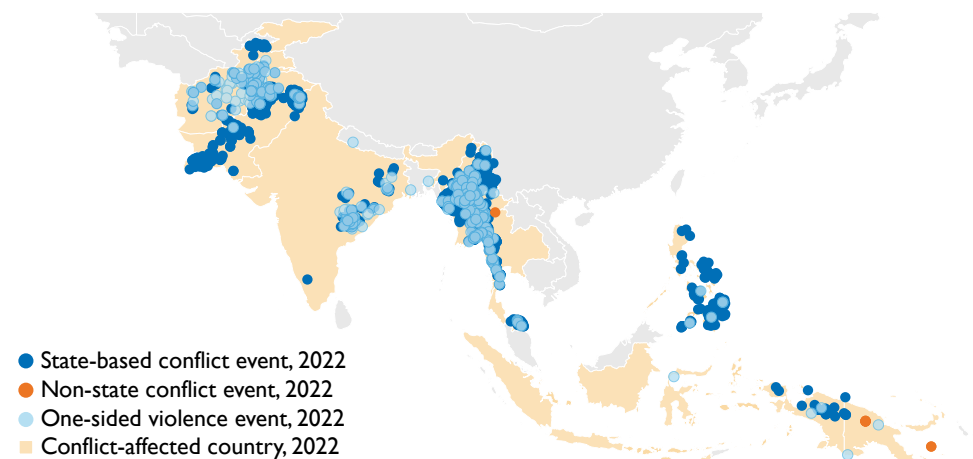 State-based conflict event, 2022
Non-state conflict event, 2022
One-sided violence event, 2022
Conflict-affected country, 2022